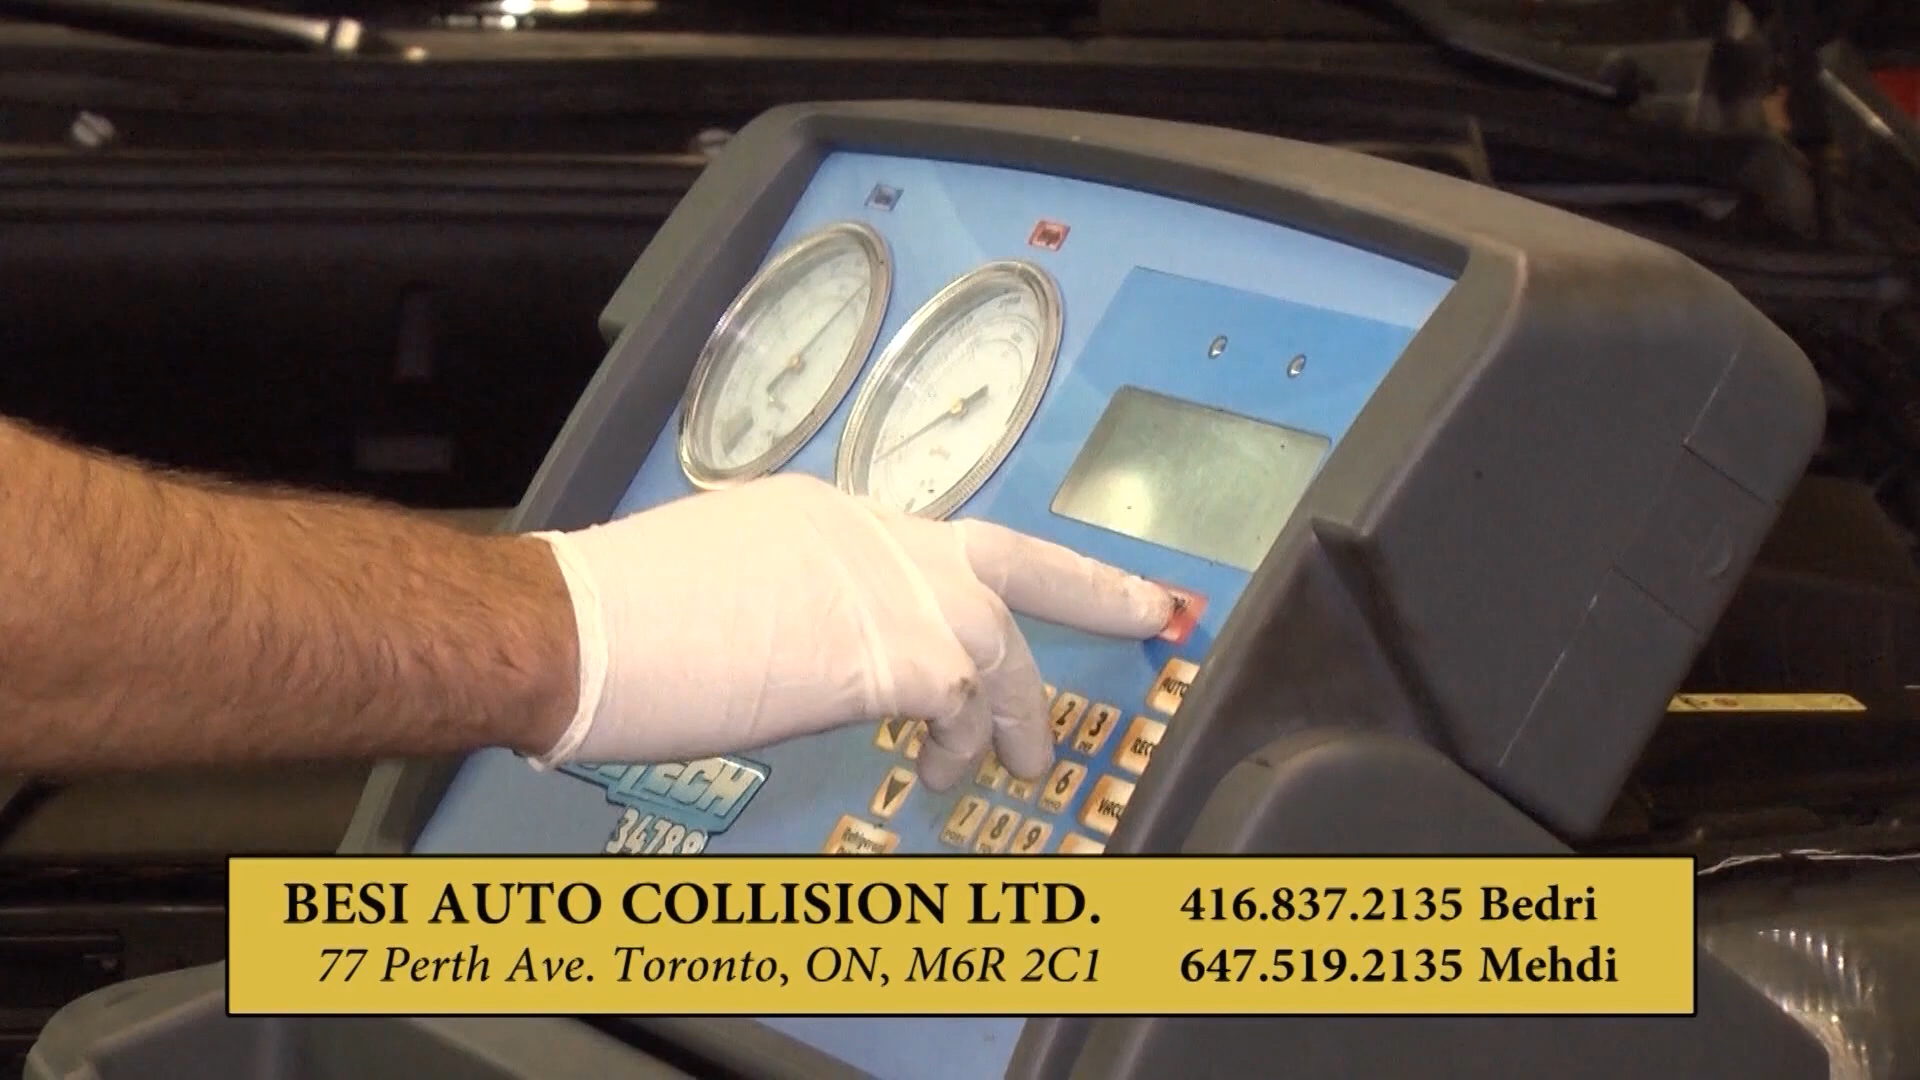 AUTO
2 3
6
7 8 9
34788
BESI AUTO COLLISION LTD.
77 Perth Ave. Toronto, ON, M6R 2C1
416.837.2135 Bedri
647.519.2135 Mehdi